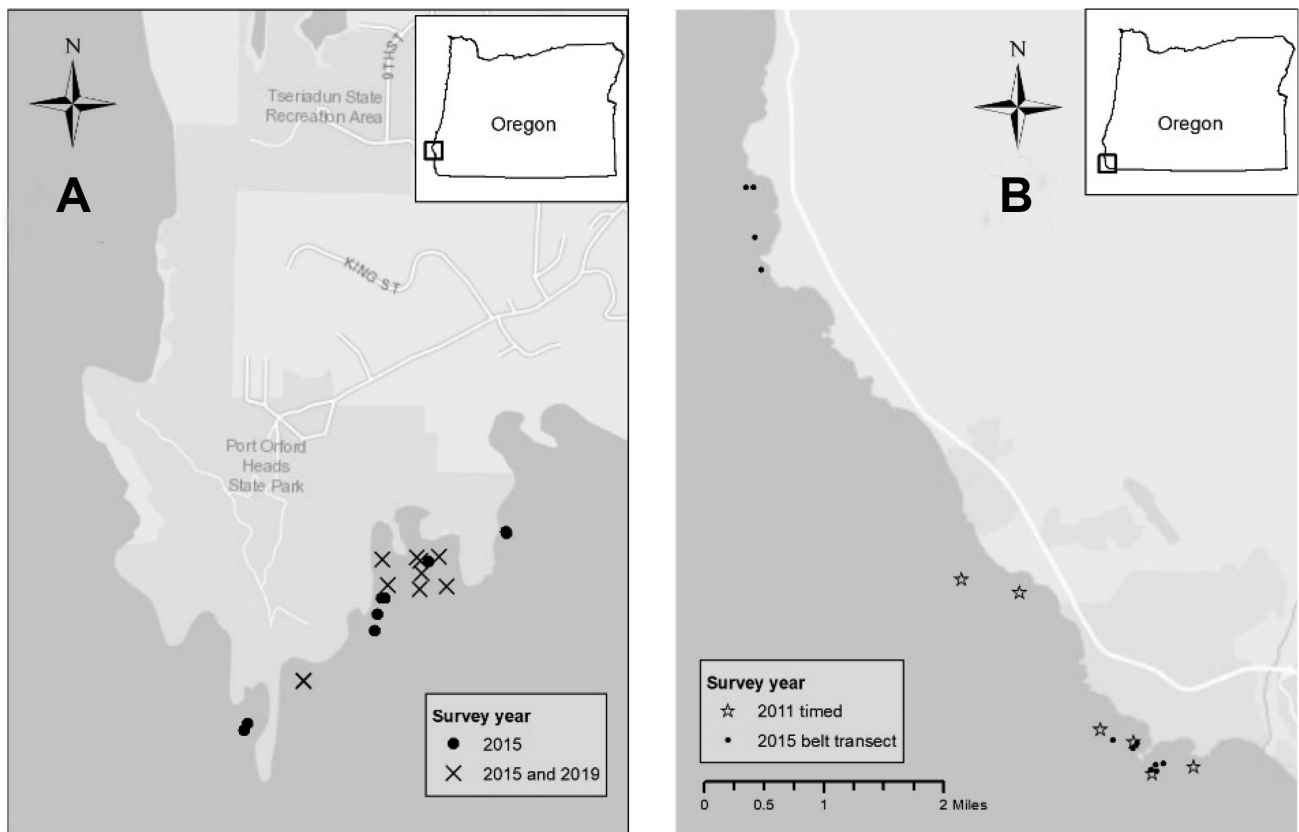 N
A
Oregon
9TH ST
Tseriadun State
Recreation Area
KING ST
Port Orford
Heads
State Park
Survey year
2015
2015 and 2019
N
B
Oregon
Survey year
2011 timed
2015 belt transect
0 0.5 1 2 Miles